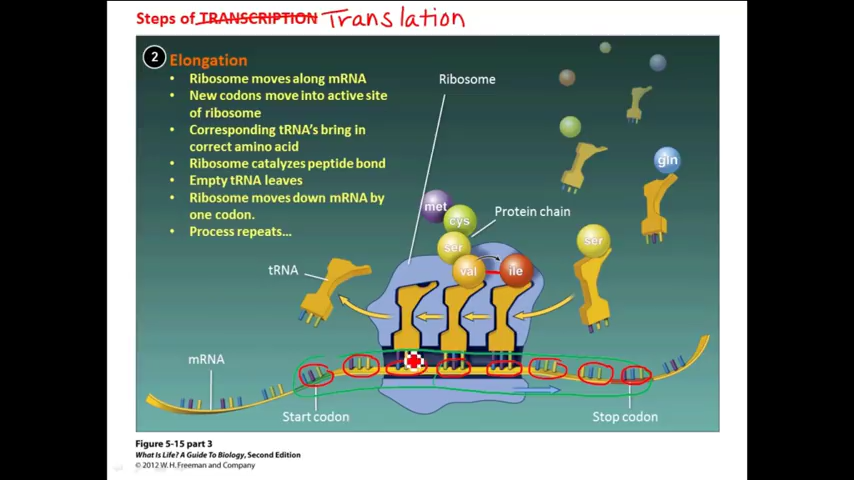 Steps of TRANSCRIPTION Translation
2 Elongation
• Ribosome moves along mRNA
• New codons move into active site
of ribosome
• Corresponding tRNA's bring in
correct amino acid
• Ribosome catalyzes peptide bond
• Empty tRNA leaves
• Ribosome moves down mRNA by
one codon.
• Process repeats...
Ribosome
gln
met
cys
Protein chain
ser
ser
val
ile
tRNA
mRNA
Start codon
Stop codon
Figure 5-15 part 3
What Is Life? A Guide To Biology, Second Edition
© 2012 W. H. Freeman and Company